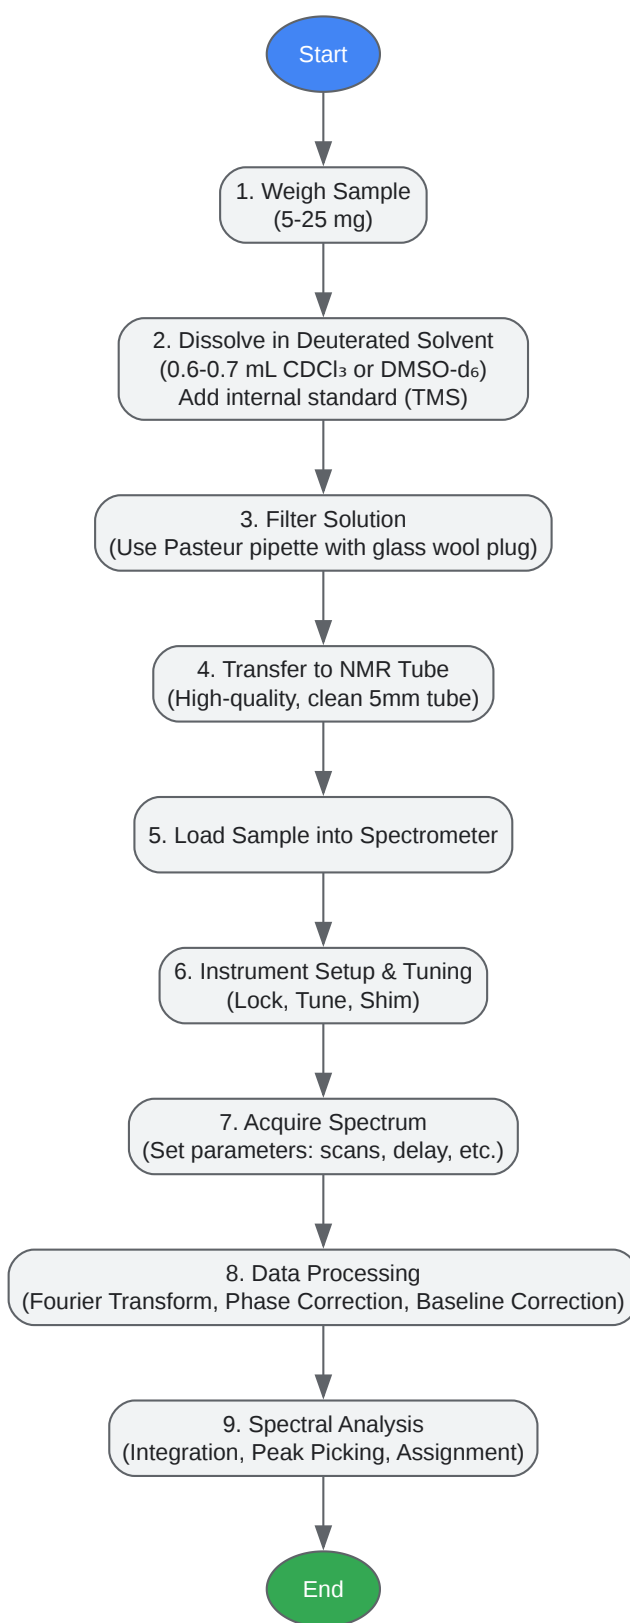 Start
1. Weigh Sample
(5-25 mg)
2. Dissolve in Deuterated Solvent
(0.6-0.7 mL CDCl₃ or DMSO-d₆)
Add internal standard (TMS)
3. Filter Solution
(Use Pasteur pipette with glass wool plug)
4. Transfer to NMR Tube
(High-quality, clean 5mm tube)
5. Load Sample into Spectrometer
6. Instrument Setup & Tuning
(Lock, Tune, Shim)
7. Acquire Spectrum
(Set parameters: scans, delay, etc.)
8. Data Processing
(Fourier Transform, Phase Correction, Baseline Correction)
9. Spectral Analysis
(Integration, Peak Picking, Assignment)
End